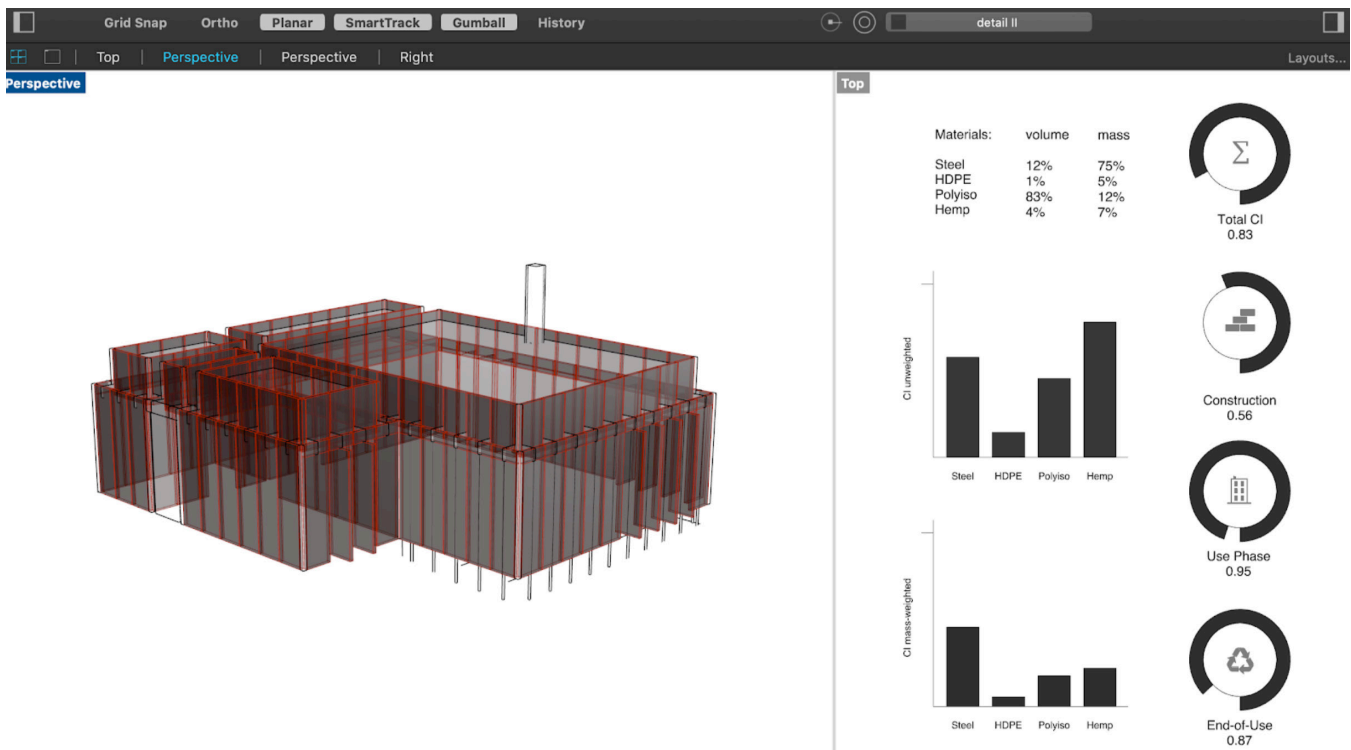 Grid Snap Ortho Planar SmartTrack Gumball History detail II
Top Perspective Perspective Right Layouts...
Perspective
Top
Materials: volume mass
Steel 12% 75%
HDPE 1% 5%
Polyiso 83% 12%
Hemp 4% 7%
Σ
Total CI
0.83
CI unweighted
Steel HDPE Polyiso Hemp
Construction
0.56
Use Phase
0.95
CI mass-weighted
Steel HDPE Polyiso Hemp
End-of-Use
0.87